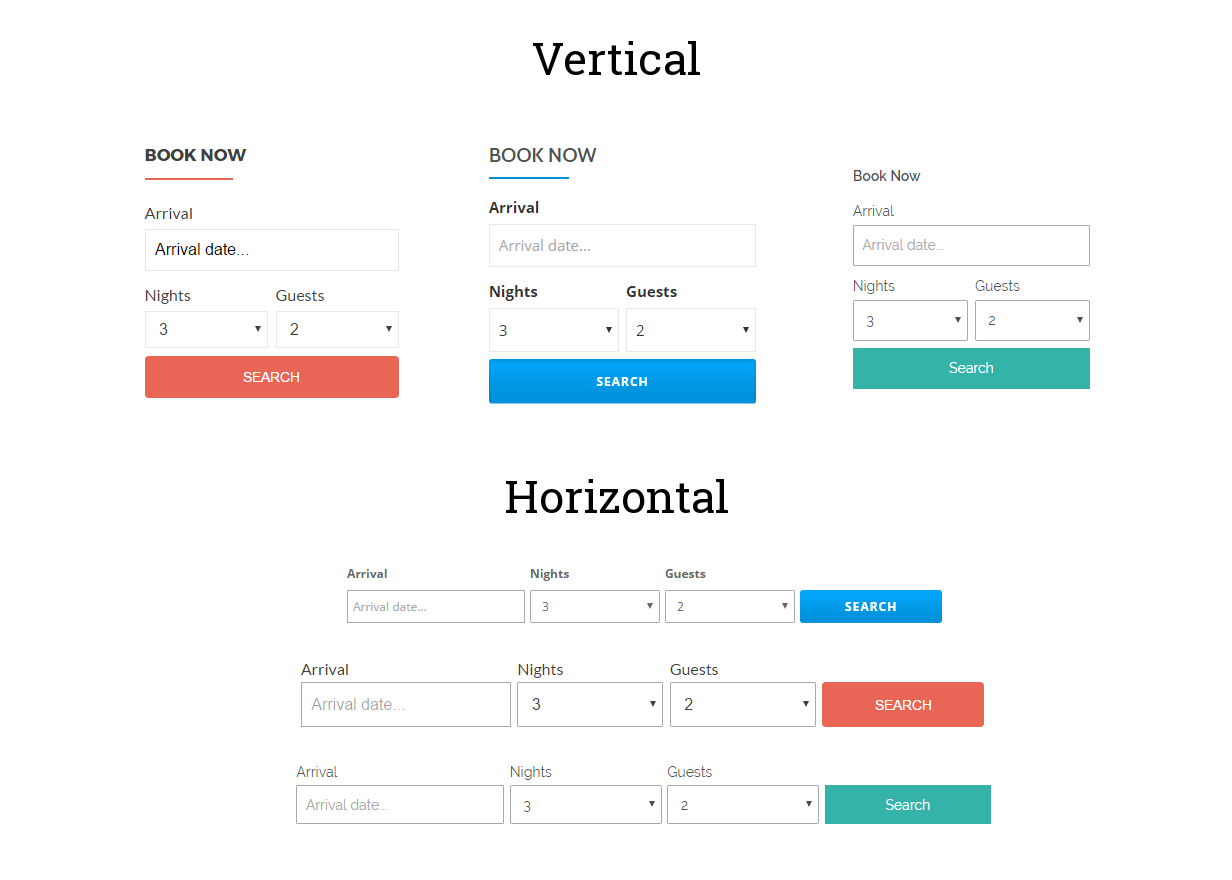 Vertical
BOOK NOW
Arrival
Arrival date...
Nights Guests
3 2
SEARCH
BOOK NOW
Arrival
Arrival date...
Nights Guests
3 2
SEARCH
Book Now
Arrival
Arrival date...
Nights Guests
3 2
Search
Horizontal
Arrival Nights Guests
Arrival date... 3 2 SEARCH
Arrival Nights Guests
Arrival date... 3 2 SEARCH
Arrival Nights Guests
Arrival date... 3 2 Search